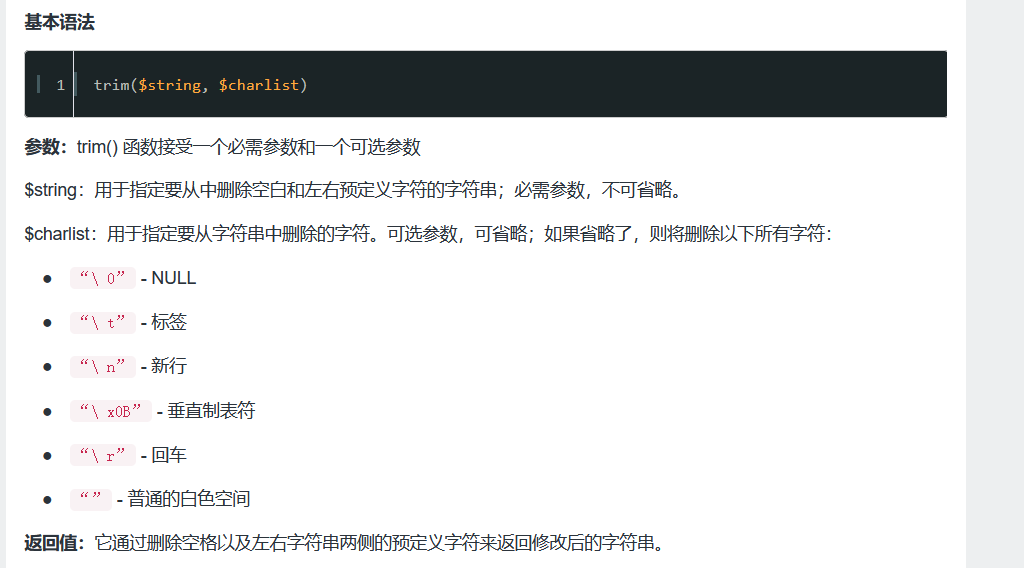 基本语法
1 trim($string, $charlist)
参数：trim() 函数接受一个必需参数和一个可选参数
$string：用于指定要从中删除空白和左右预定义字符的字符串；必需参数，不可省略。
$charlist：用于指定要从字符串中删除的字符。可选参数，可省略；如果省略了，则将删除以下所有字符：
● “\ 0” - NULL
● “\ t” - 标签
● “\ n” - 新行
● “\ x0B” - 垂直制表符
● “\ r” - 回车
● “” - 普通的白色空间
返回值：它通过删除空格以及左右字符串两侧的预定义字符来返回修改后的字符串。